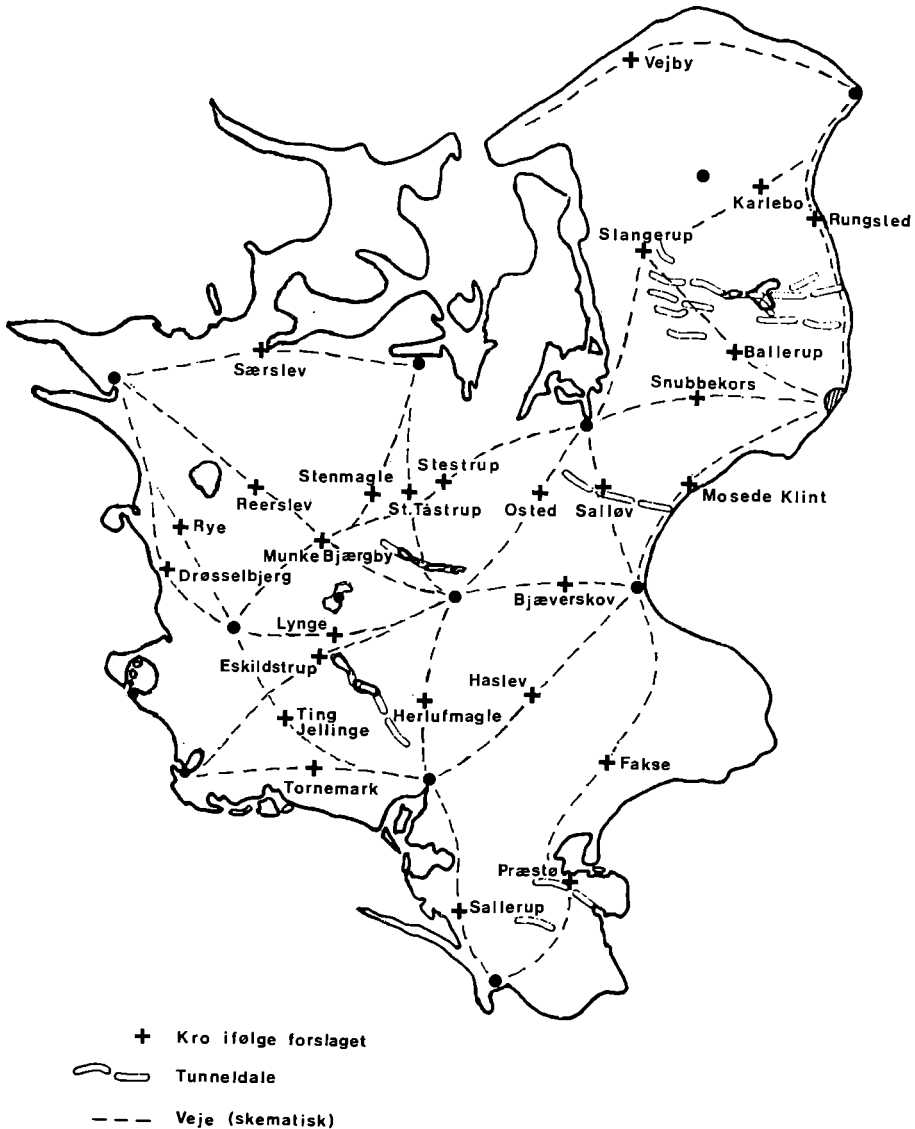 Vejby
Karlebo
Rungsted
Slangerup
Ballerup
Særslev
Snubbekors
Stenmagle
Stestrup
Reerslev
St.Tåstrup
Osted
Salløv
Mosede Klint
Rye
Munke Bjærgby
Drøsselbjerg
Bjæverskov
Lynge
Eskildstrup
Haslev
Ting
Jellinge
Herlufmagle
Fakse
Tornemark
Præstø
Sallerup
Kro ifølge forslaget
Tunneldale
Veje (skematisk)